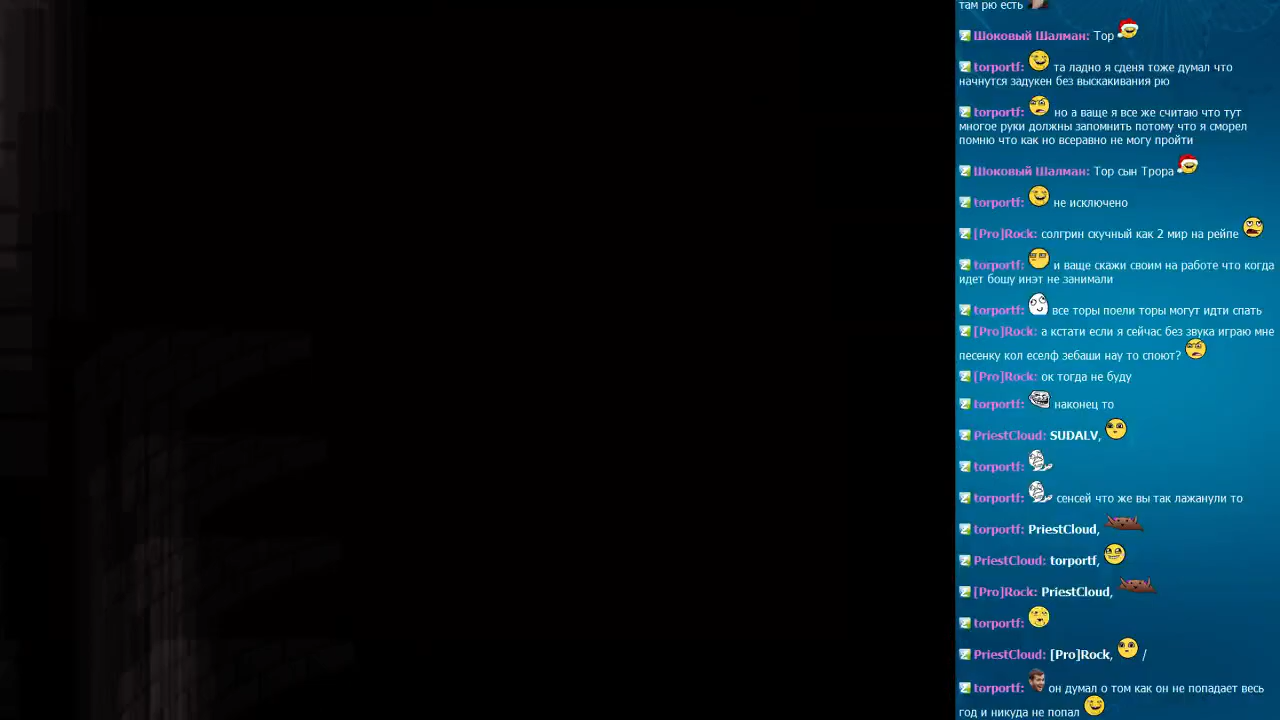 там рю есть
Шоковый Шалман: Тор
torportf: та ладно я сденя тоже думал что
начнутся задукен без выскакивания рю
torportf: но а ваще я все же считаю что тут
многое руки должны запомнить потому что я сморел
помню что как но всеравно не могу пройти
Шоковый Шалман: Тор сын Трора
torportf: не исключено
[Pro]Rock: солгрин скучный как 2 мир на рейпе
torportf: и ваще скажи своим на работе что когда
идет бошу инэт не занимали
torportf: все торы поели торы могут идти спать
[Pro]Rock: а кстати если я сейчас без звука играю мне
песенку кол еселф зебаши нау то споют?
[Pro]Rock: ок тогда не буду
torportf: наконец то
PriestCloud: SUDALV,
torportf:
torportf: сенсей что же вы так лажанули то
torportf: PriestCloud,
PriestCloud: torportf,
[Pro]Rock: PriestCloud,
torportf:
PriestCloud: [Pro]Rock, /
torportf: он думал о том как он не попадает весь
год и никуда не попал